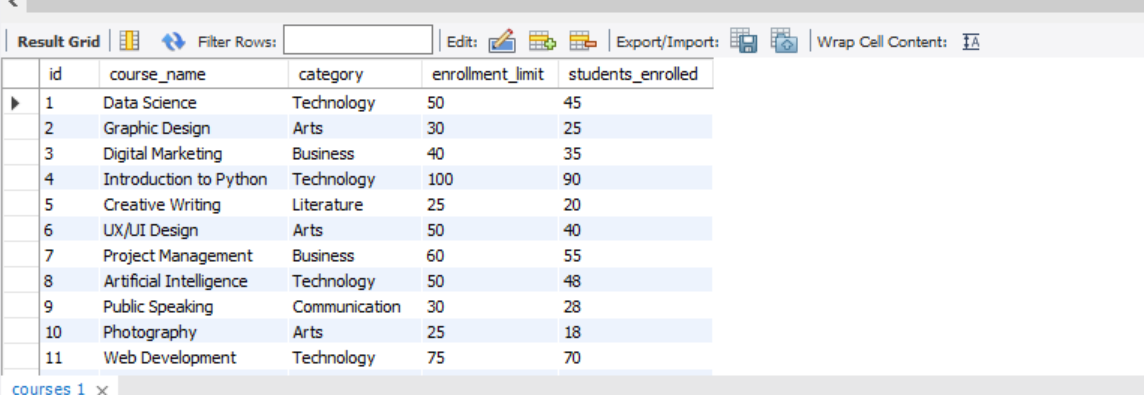 Result Grid Filter Rows: Edit: Export/Import: Wrap Cell Content: IA
id course_name category enrollment_limit students_enrolled
1 Data Science Technology 50 45
2 Graphic Design Arts 30 25
3 Digital Marketing Business 40 35
4 Introduction to Python Technology 100 90
5 Creative Writing Literature 25 20
6 UX/UI Design Arts 50 40
7 Project Management Business 60 55
8 Artificial Intelligence Technology 50 48
9 Public Speaking Communication 30 28
10 Photography Arts 25 18
11 Web Development Technology 75 70
courses 1